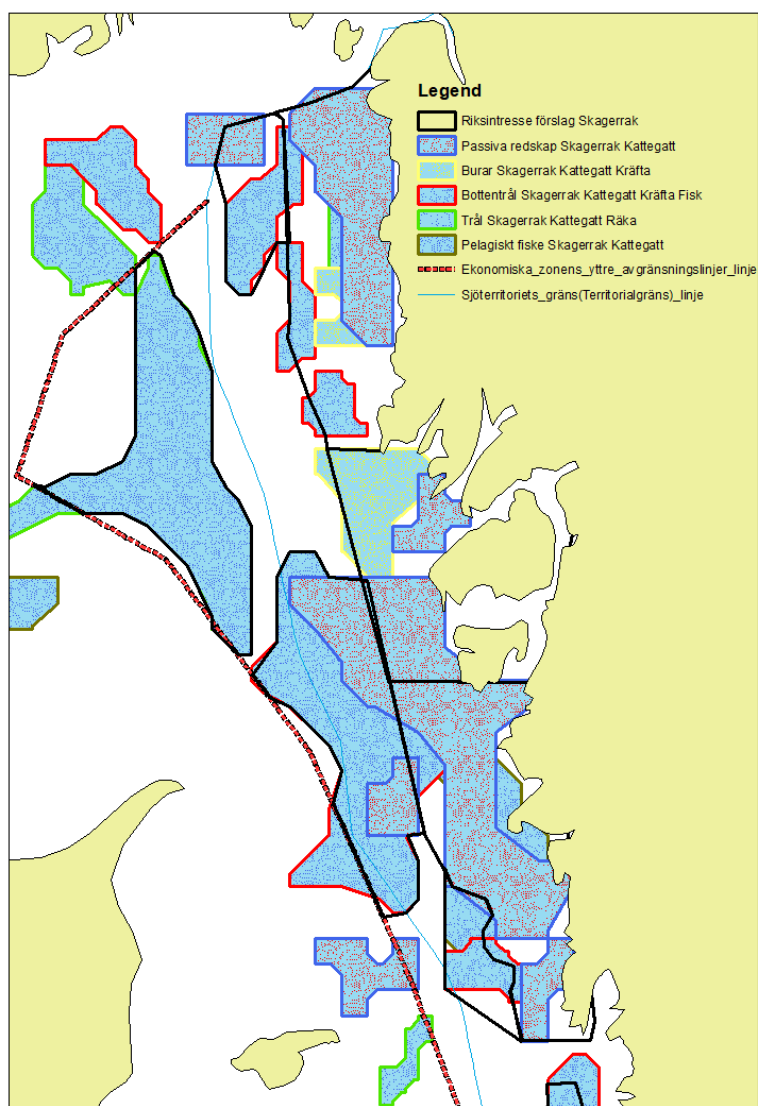 Legend
Riksintresse förslag Skagerrak
Passiva redskap Skagerrak Kattegatt
Burar Skagerrak Kattegatt Kräfta
Bottentrål Skagerrak Kattegatt Kräfta Fisk
Trål Skagerrak Kattegatt Räka
Pelagiskt fiske Skagerrak Kattegatt
Ekonomiska_zonens_yttre_avgränsningslinjer_linje
Sjöterritoriets_gräns(Territorialgräns)_linje